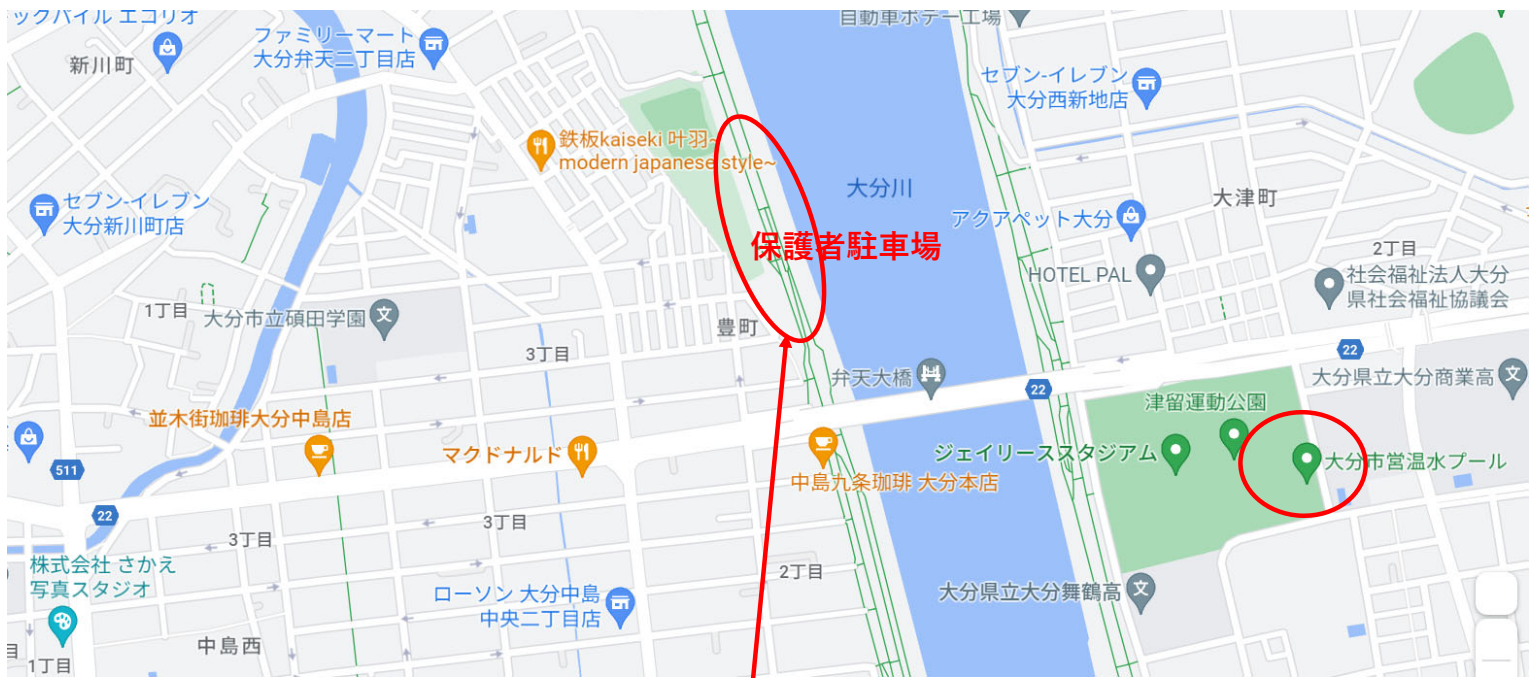 ックパイル エコリオ
自動車ボデー工場
ファミリーマート
大分弁天二丁目店
新川町
セブン-イレブン
大分西新地店
鉄板kaiseki 叶羽~
modern japanese style~
大分川
大津町
セブン-イレブン
大分新川町店
アクアペット大分
保護者駐車場
2丁目
HOTEL PAL
社会福祉法人大分
県社会福祉協議会
1丁目
大分市立碩田学園
豊町
3丁目
22
弁天大橋
22
大分県立大分商業高
津留運動公園
並木街珈琲大分中島店
511
マクドナルド
ジェイリーススタジアム
大分市営温水プール
中島九条珈琲 大分本店
22
3丁目
3丁目
株式会社 さかえ
写真スタジオ
2丁目
ローソン 大分中島
中央二丁目店
大分県立大分舞鶴高
中島西
目
1丁目